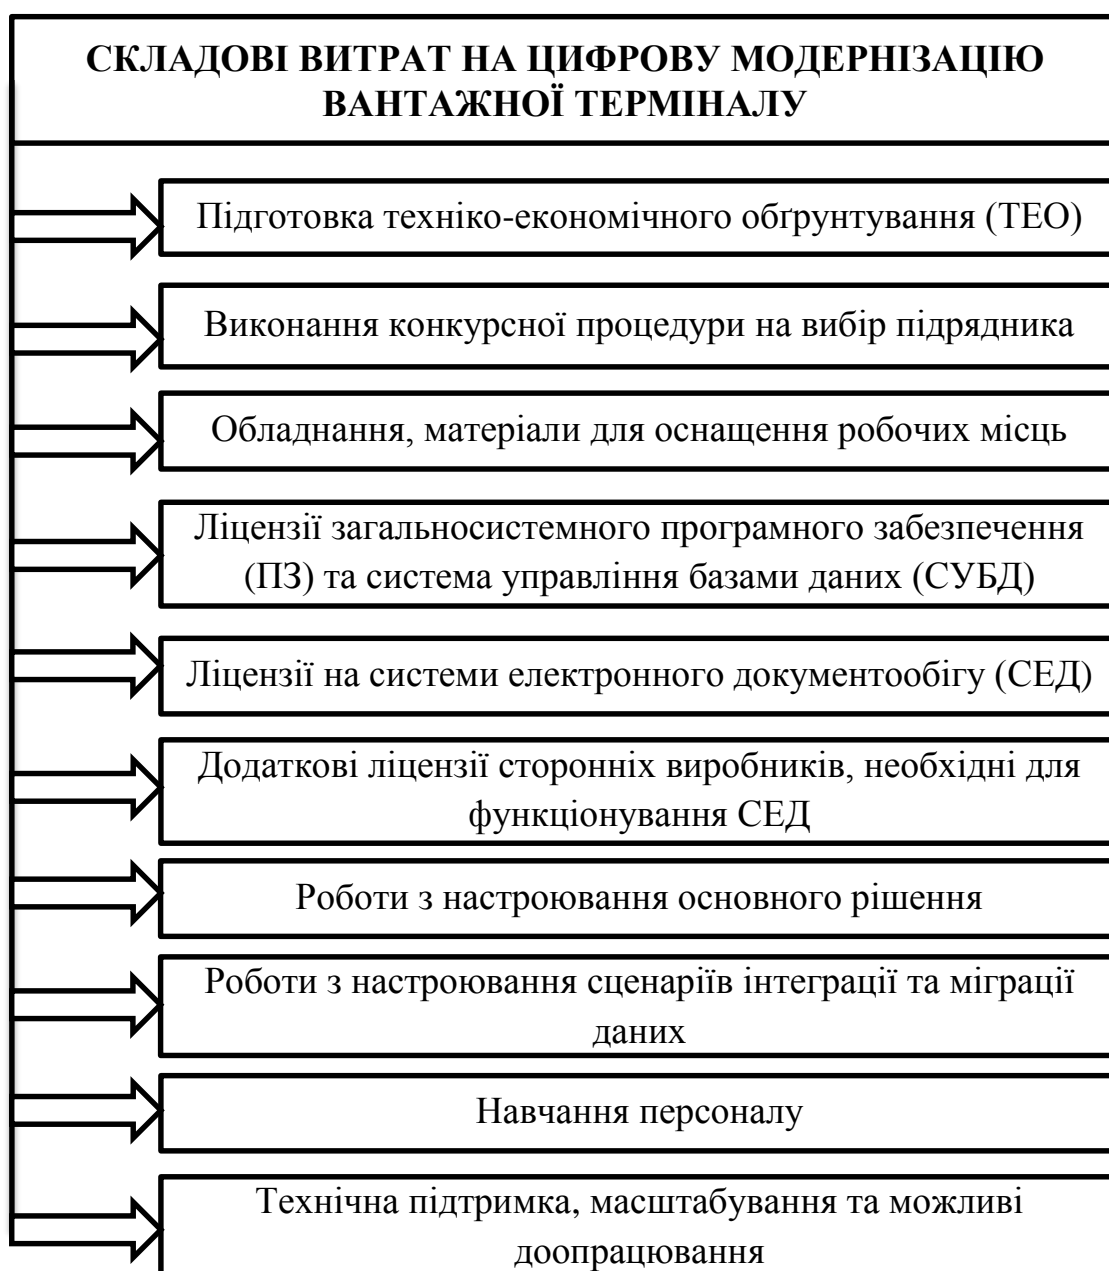 СКЛАДОВІ ВИТРАТ НА ЦИФРОВУ МОДЕРНІЗАЦІЮ
ВАНТАЖНОЇ ТЕРМІНАЛУ
Підготовка техніко-економічного обґрунтування (ТЕО)
Виконання конкурсної процедури на вибір підрядника
Обладнання, матеріали для оснащення робочих місць
Ліцензії загальносистемного програмного забезпечення
(ПЗ) та система управління базами даних (СУБД)
Ліцензії на системи електронного документообігу (СЕД)
Додаткові ліцензії сторонніх виробників, необхідні для
функціонування СЕД
Роботи з настроювання основного рішення
Роботи з настроювання сценаріїв інтеграції та міграції
даних
Навчання персоналу
Технічна підтримка, масштабування та можливі
доопрацювання